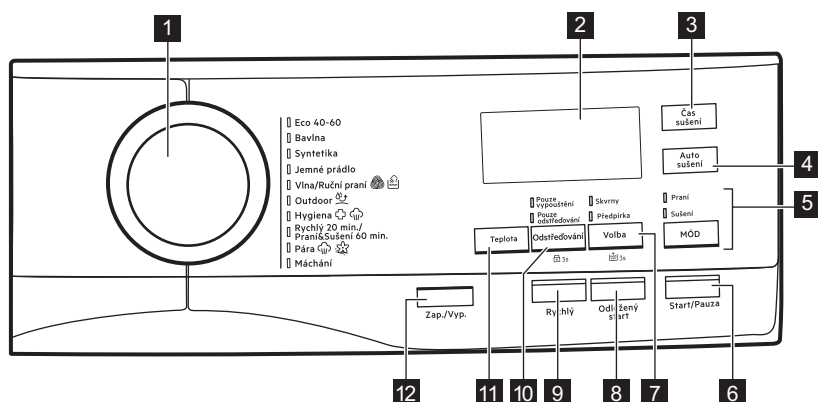 1
2
3
Čas
sušení
Auto
sušení
4
Eco 40-60
Bavlna
Syntetika
Jemné prádlo
Vlna/Ruční praní
Outdoor
Hygiena
Rychlý 20 min./
Praní&Sušení 60 min.
Pára
Máchání
Pouze
vypouštění
Pouze
odstřeďování
Skvrny
Předpírka
Praní
Sušení
5
Teplota
Odstřeďování
Volba
MÓD
3s
3s
Zap./Vyp.
Rychlý
Odložený
start
Start/Pauza
12
11
10
9
8
7
6